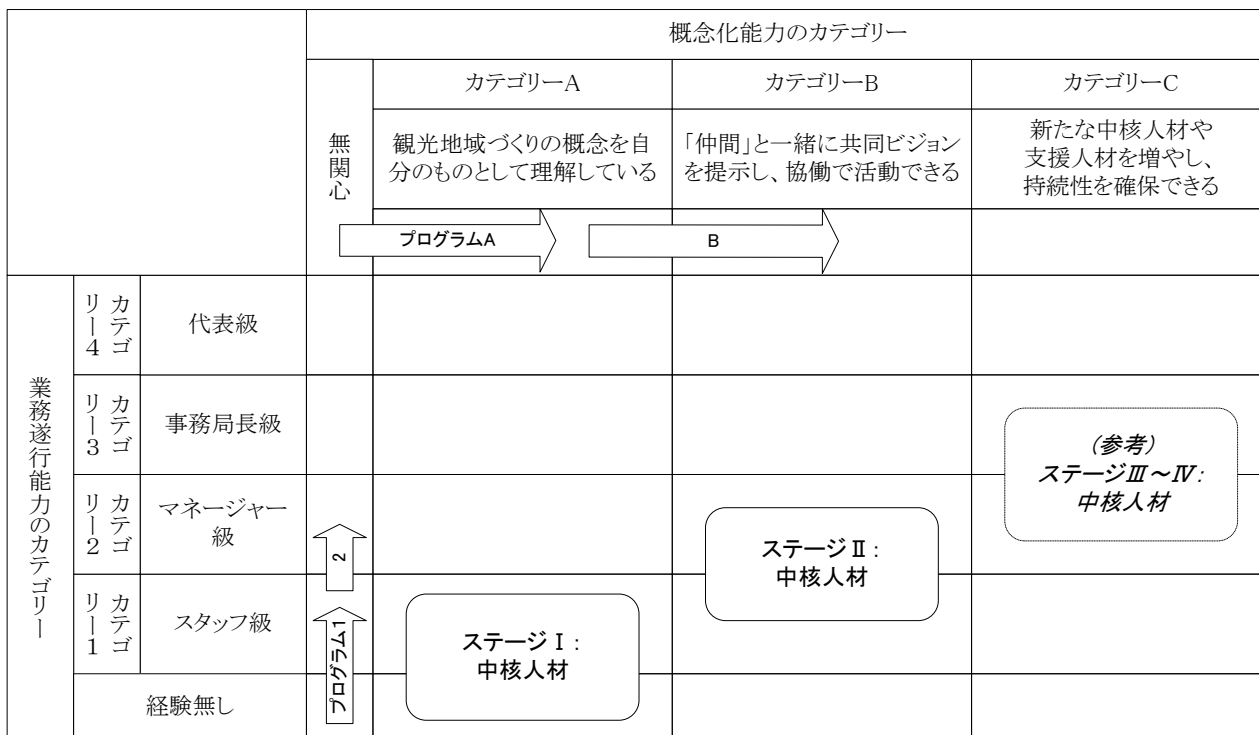 概念化能力のカテゴリー
無関心
カテゴリーA
カテゴリーB
カテゴリーC
観光地域づくりの概念を自
分のものとして理解している
「仲間」と一緒に共同ビジョン
を提示し、協働で活動できる
新たな中核人材や
支援人材を増やし、
持続性を確保できる
プログラムA
B
業務遂行能力のカテゴリー
カテゴ
リー4
代表級
カテゴ
リー3
事務局長級
(参考)
ステージⅢ～Ⅳ:
中核人材
カテゴ
リー2
マネージャー
級
2
ステージⅡ:
中核人材
カテゴ
リー1
スタッフ級
プログラム1
ステージⅠ:
中核人材
経験無し